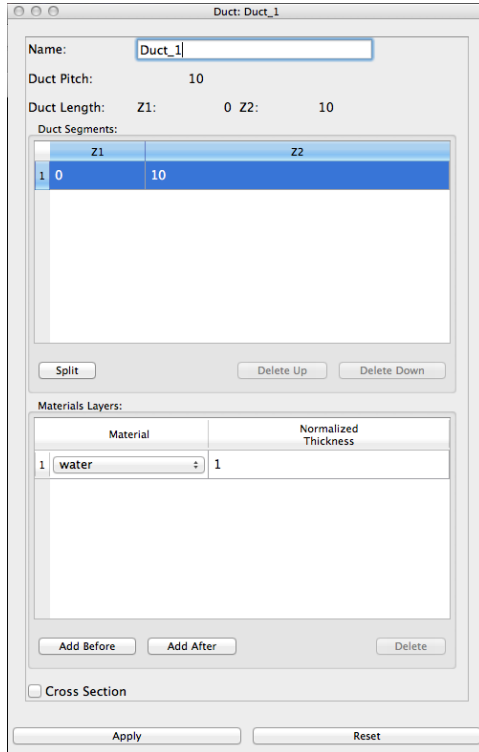 Duct: Duct_1
Name: Duct_1
Duct Pitch: 10
Duct Length: Z1: 0 Z2: 10
Duct Segments:
Z1 Z2
1 0 10
Split Delete Up Delete Down
Materials Layers:
Material Normalized
Thickness
1 water 1
Add Before Add After Delete
Cross Section
Apply Reset